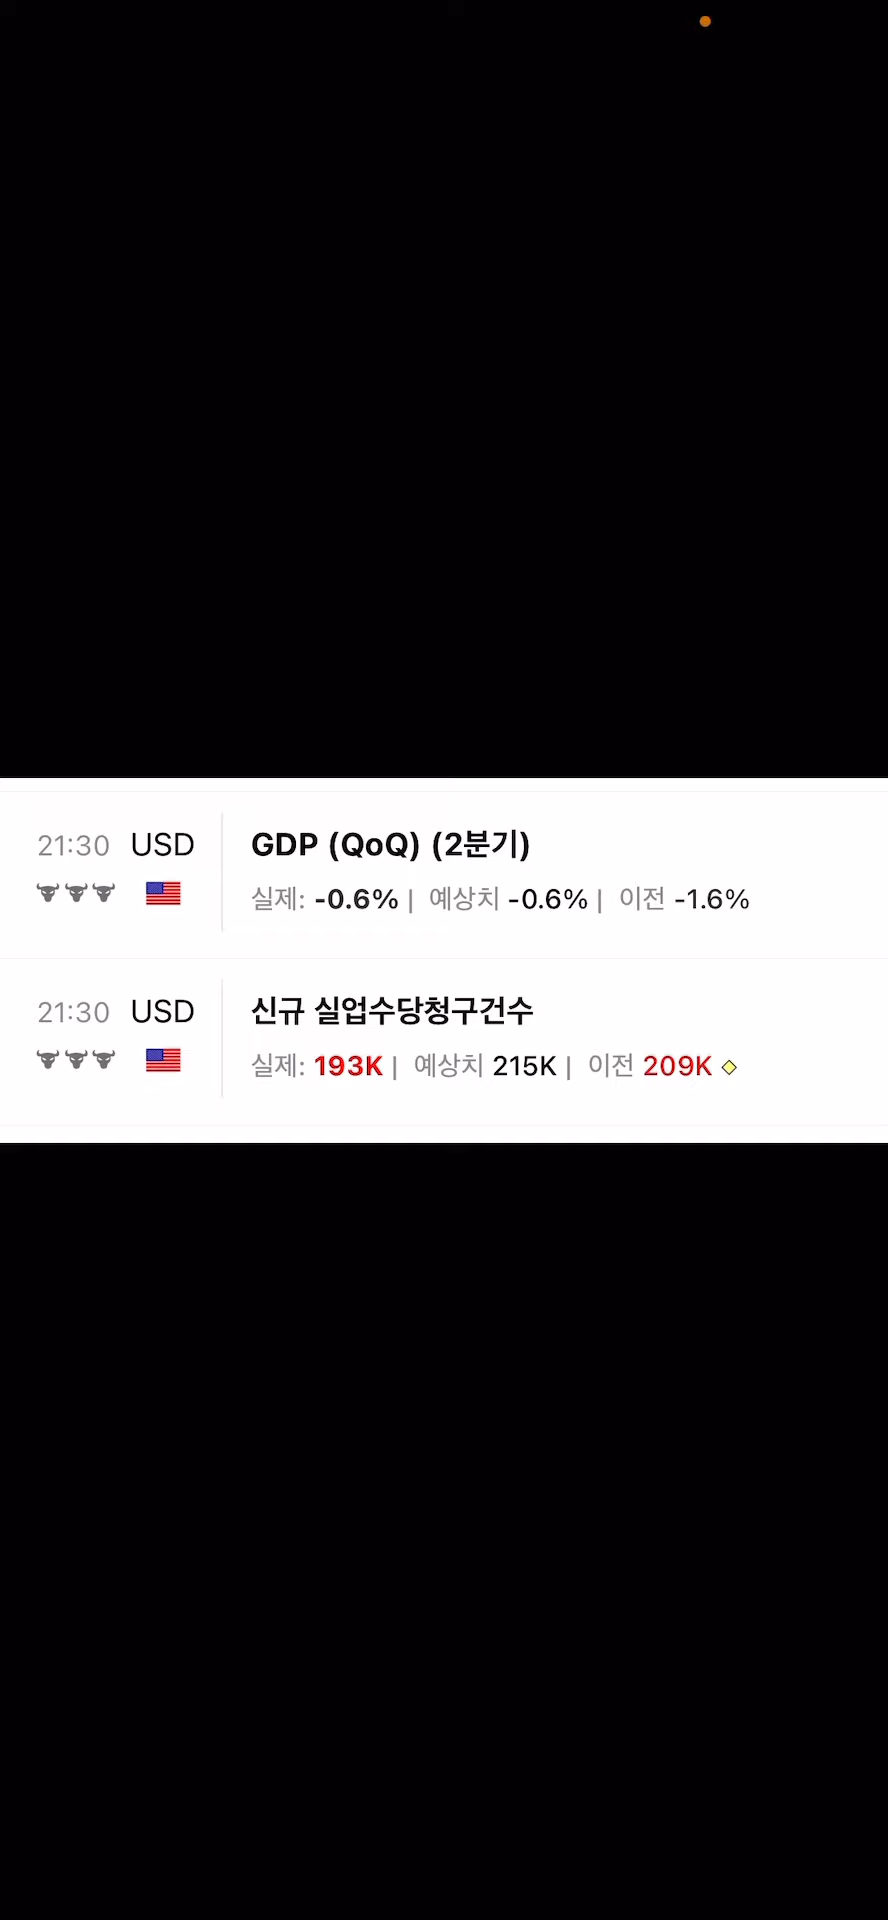 21:30 USD
GDP (QoQ) (2분기)
실제: -0.6% | 예상치 -0.6% | 이전 -1.6%
21:30 USD
신규 실업수당청구건수
실제: 193K | 예상치 215K | 이전 209K